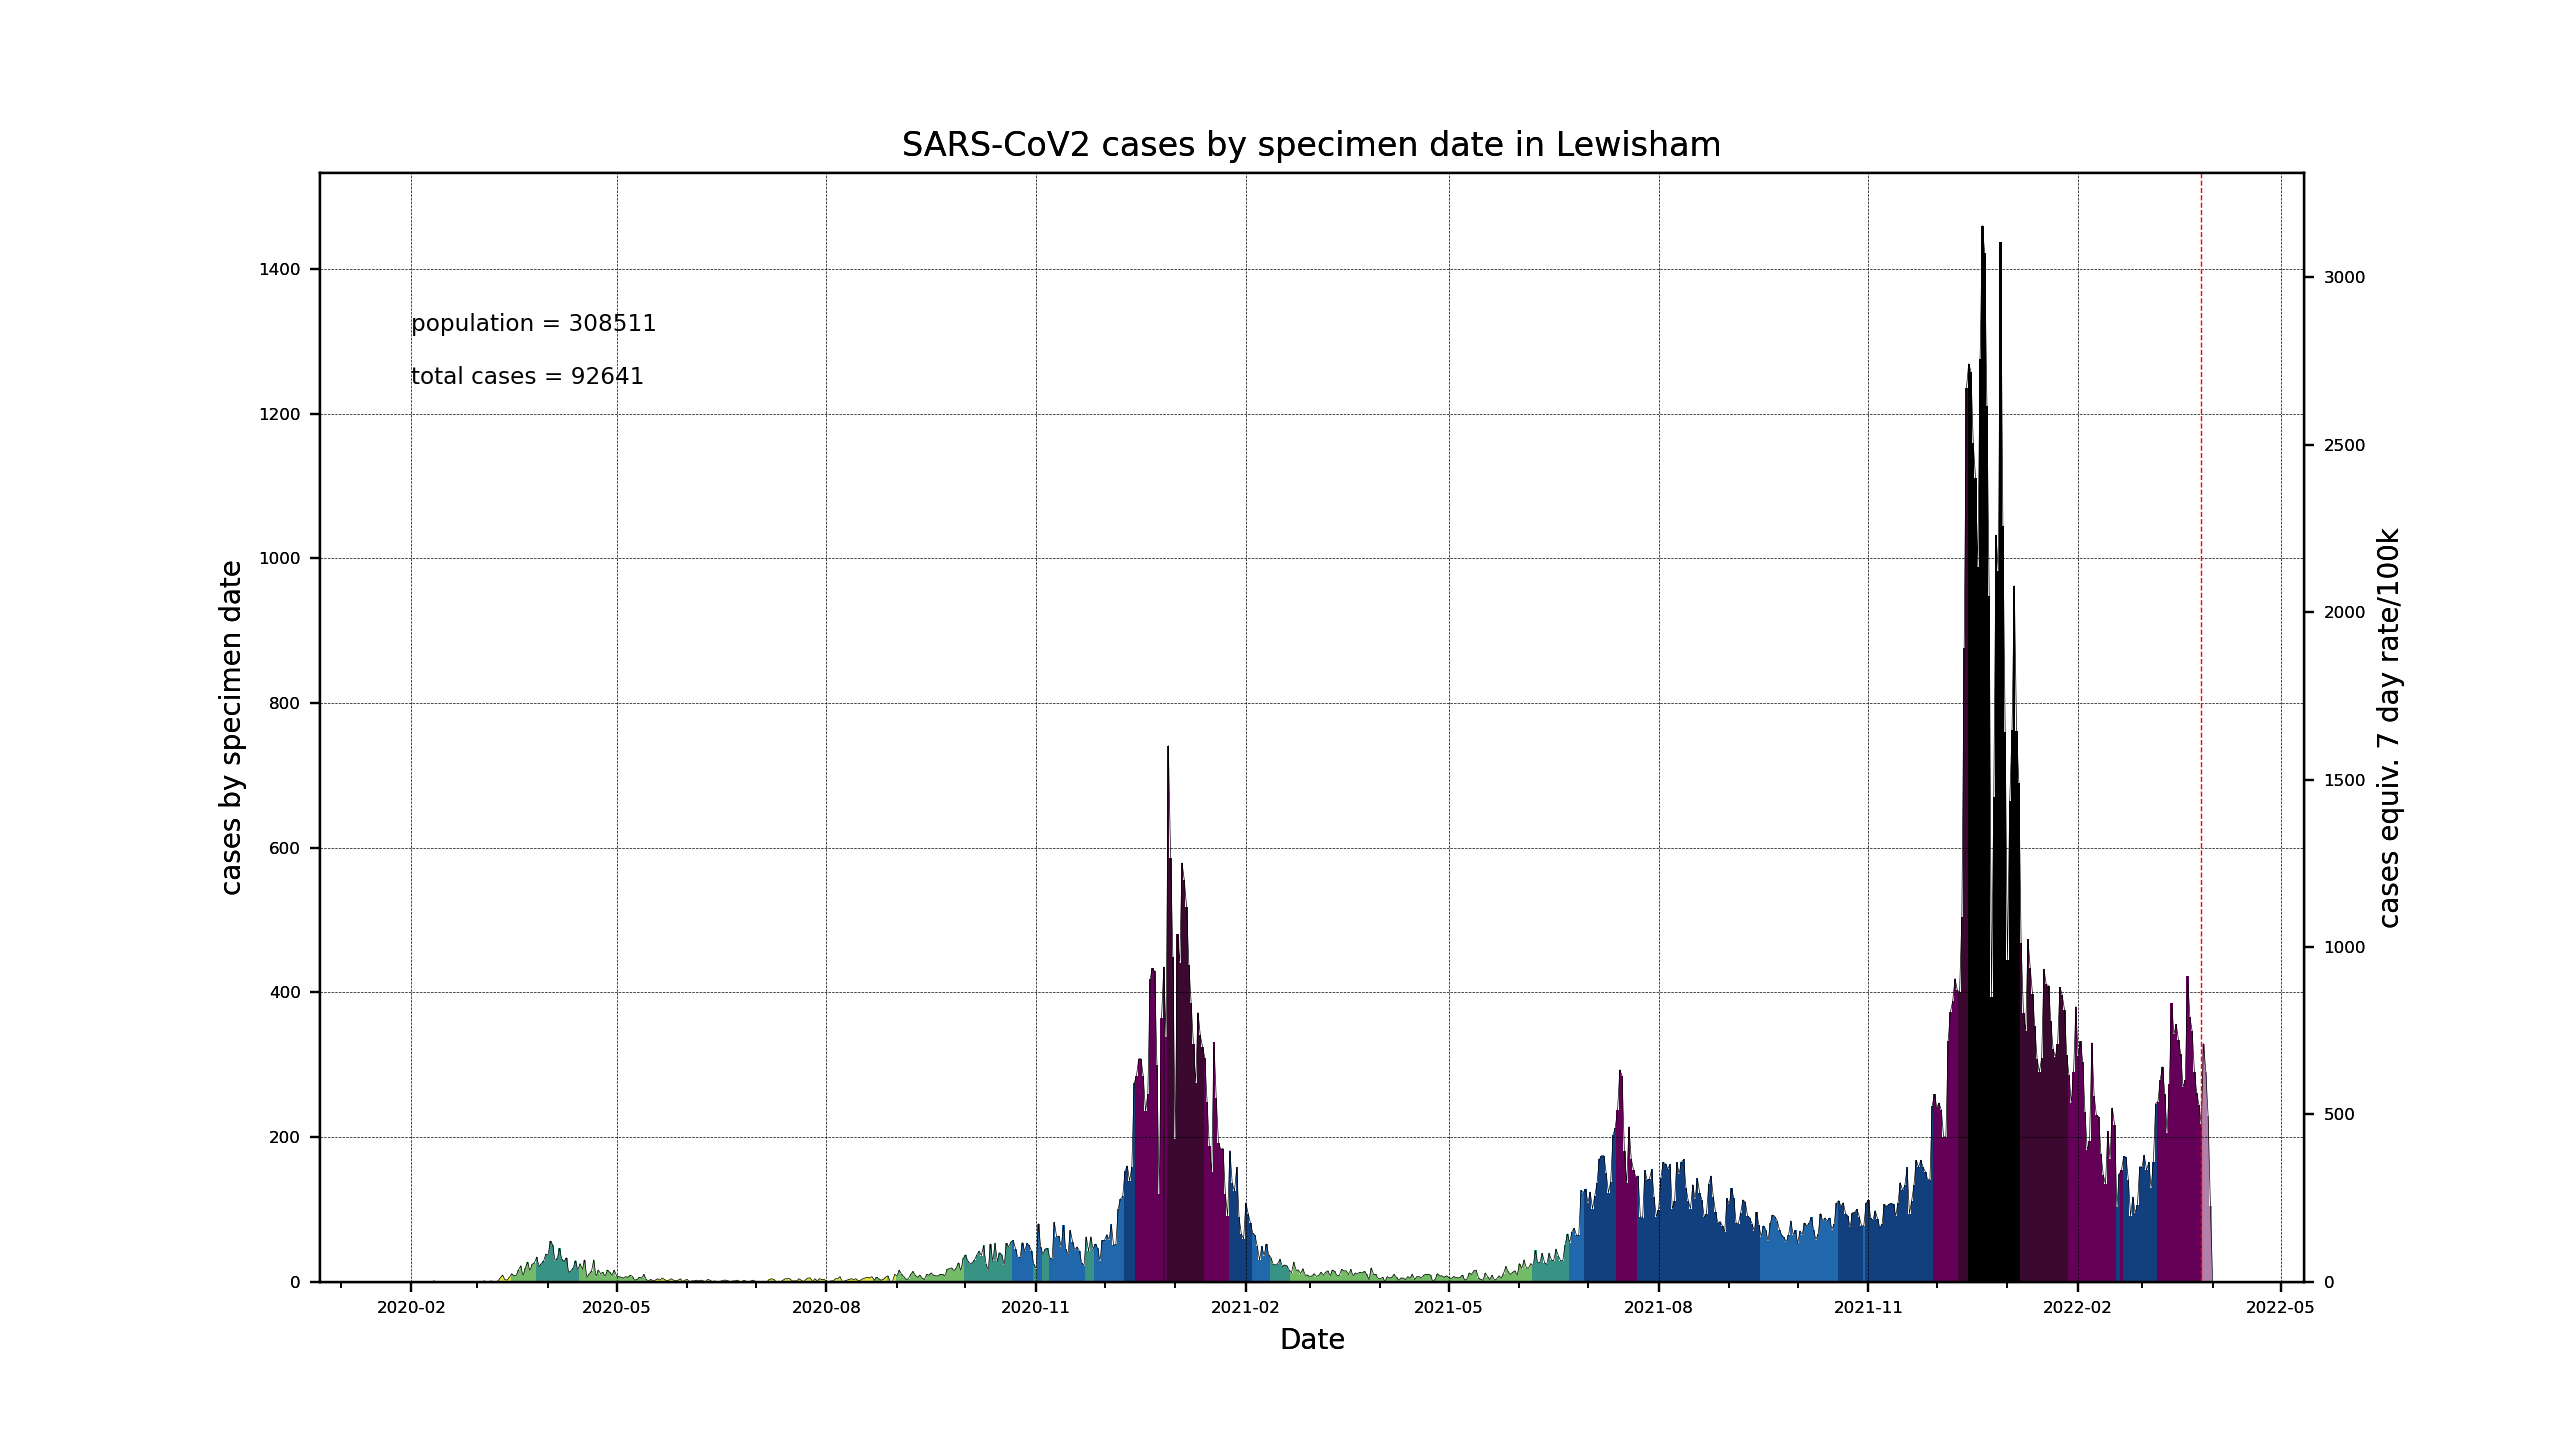 SARS-CoV2 cases by specimen date in Lewisham
population = 308511
total cases = 92641
cases by specimen date
1400
1200
1000
800
600
400
200
0
3000
2500
2000
1500
1000
500
0
cases equiv. 7 day rate/100k
2020-02 2020-05 2020-08 2020-11 2021-02 2021-05 2021-08 2021-11 2022-02 2022-05
Date